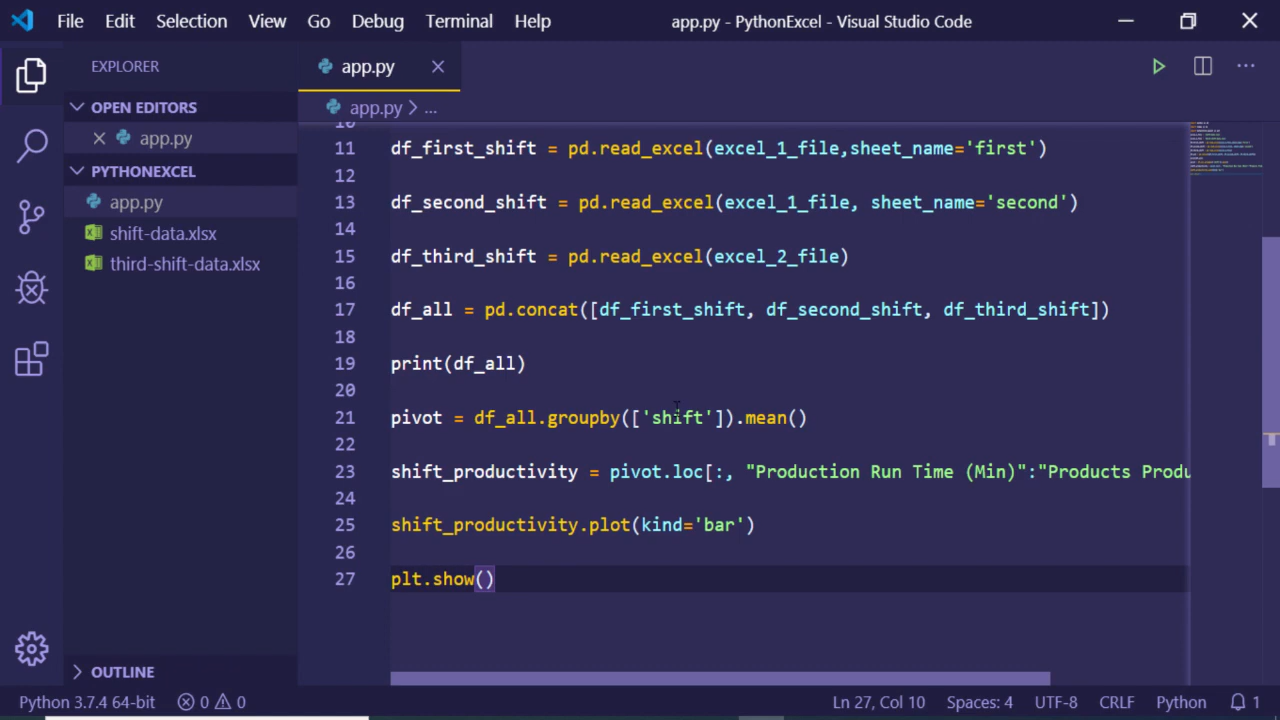 File Edit Selection View Go Debug Terminal Help app.py - PythonExcel - Visual Studio Code
EXPLORER
app.py
OPEN EDITORS
app.py > ...
app.py
PYTHONEXCEL
app.py
shift-data.xlsx
third-shift-data.xlsx
10
11 df_first_shift = pd.read_excel(excel_1_file,sheet_name='first')
12
13 df_second_shift = pd.read_excel(excel_1_file, sheet_name='second')
14
15 df_third_shift = pd.read_excel(excel_2_file)
16
17 df_all = pd.concat([df_first_shift, df_second_shift, df_third_shift])
18
19 print(df_all)
20
21 pivot = df_all.groupby(['shift']).mean()
22
23 shift_productivity = pivot.loc[:, "Production Run Time (Min)":"Products Produ
24
25 shift_productivity.plot(kind='bar')
26
27 plt.show()
OUTLINE
Python 3.7.4 64-bit 0 0 Ln 27, Col 10 Spaces: 4 UTF-8 CRLF Python 1